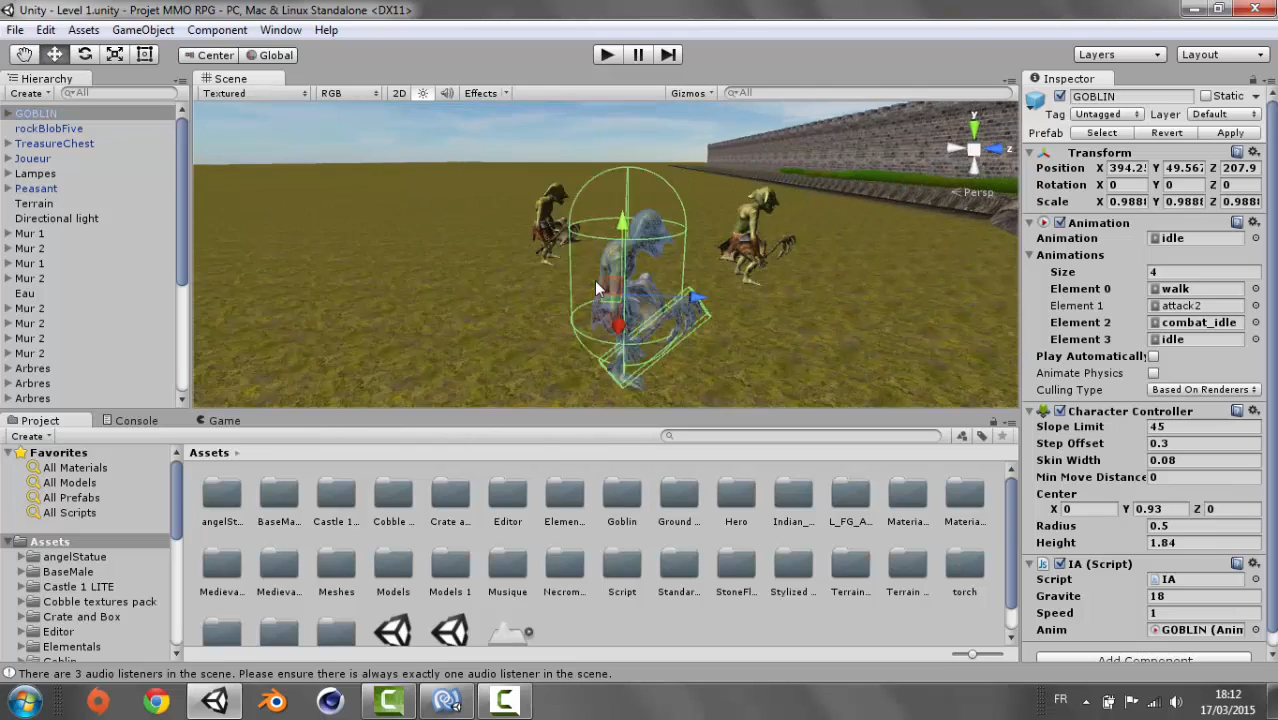 Unity - Level 1.unity - Projet MMO RPG - PC, Mac & Linux Standalone <DX11>
File Edit Assets GameObject Component Window Help
Center Global Layers Layout
Hierarchy
Create All
GOBLIN
rockBlobFive
TreasureChest
Joueur
Lampes
Peasant
Terrain
Directional light
Mur 1
Mur 2
Mur 1
Mur 2
Eau
Mur 2
Mur 2
Mur 2
Mur 2
Arbres
Arbres
Arbres
Scene
Textured RGB 2D Effects Gizmos All
y
z
Persp
Inspector
GOBLIN Static
Tag Untagged Layer Default
Prefab Select Revert Apply
Transform
Position X 394.2 Y 49.562 Z 207.9
Rotation X 0 Y 0 Z 0
Scale X 0.988 Y 0.988 Z 0.988
Animation
Animation idle
Animations
Size 4
Element 0 walk
Element 1 attack2
Element 2 combat_idle
Element 3 idle
Play Automatically
Animate Physics
Culling Type Based On Renderers
Character Controller
Slope Limit 45
Step Offset 0.3
Skin Width 0.08
Min Move Distance 0
Center
X 0 Y 0.93 Z 0
Radius 0.5
Height 1.84
IA (Script)
Script IA
Gravite 18
Speed 1
Anim GOBLIN (Anim
Add Component
Project Console Game
Create
Favorites
All Materials
All Models
All Prefabs
All Scripts
Assets
angelStatue
BaseMale
Castle 1 LITE
Cobble textures pack
Crate and Box
Editor
Elementals
Goblin
Assets
angelSt... BaseMa... Castle 1... Cobble ... Crate a... Editor Elemen... Goblin Ground ... Hero Indian_... L_FG_A... Materia... Materia...
Medieva... Medieva... Meshes Models Models 1 Musique Necrom... Script Standar... StoneFl... Stylized ... Terrain... Terrain ... torch
There are 3 audio listeners in the scene. Please ensure there is always exactly one audio listener in the scene.
FR 18:12
17/03/2015